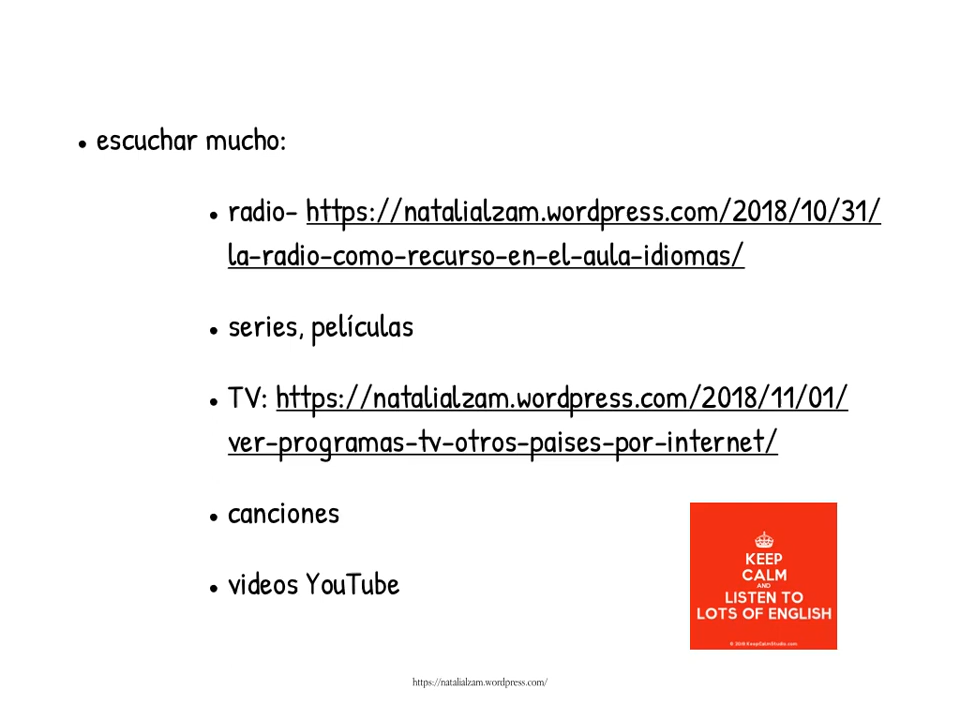 • escuchar mucho:
• radio- https://natalialzam.wordpress.com/2018/10/31/
la-radio-como-recurso-en-el-aula-idiomas/
• series, películas
• TV: https://natalialzam.wordpress.com/2018/11/01/
ver-programas-tv-otros-paises-por-internet/
• canciones
• videos YouTube
KEEP
CALM
AND
LISTEN TO
LOTS OF ENGLISH
https://natalialzam.wordpress.com/